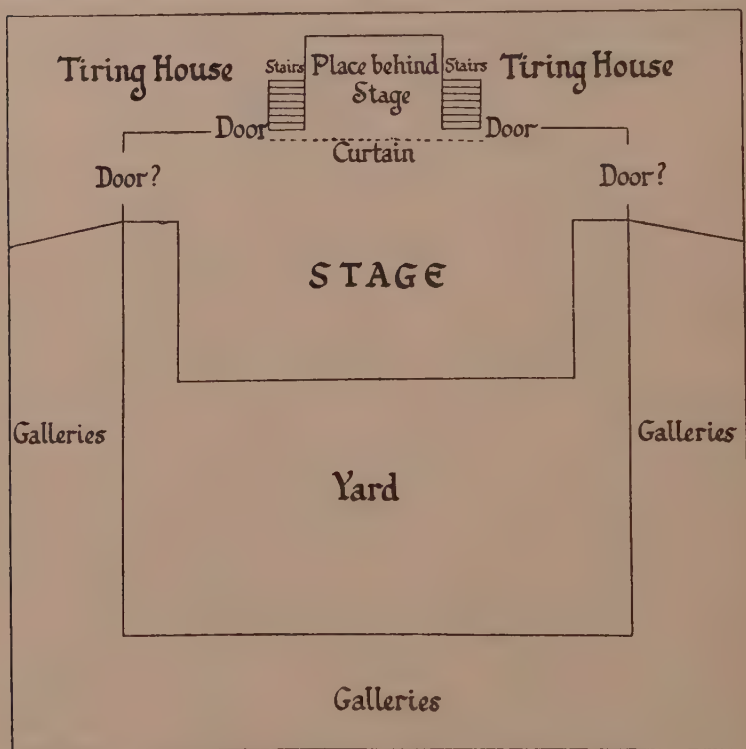 Tiring House
Stairs
Place behind
Stage
Stairs
Tiring House
Door
Door
Curtain
Door?
Door?
STAGE
Galleries
Galleries
Yard
Galleries